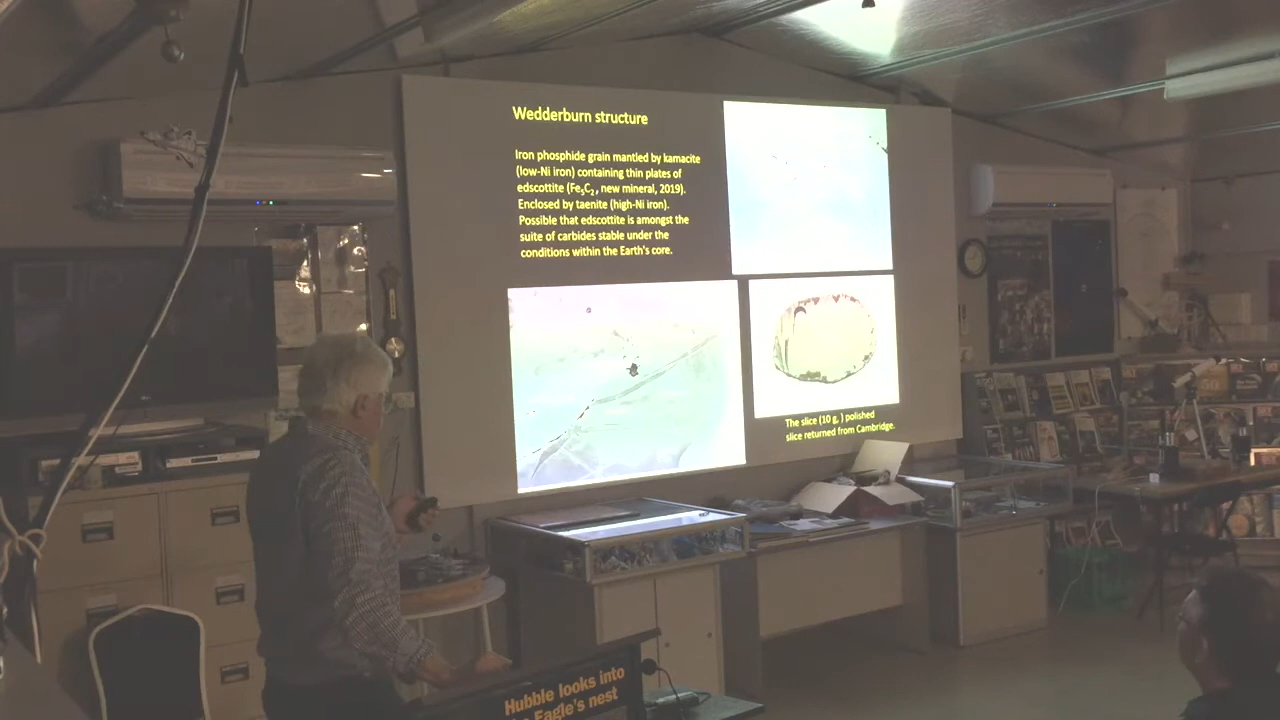 Wedderburn structure
Iron phosphide grain mantled by kamacite
(low-Ni iron) containing thin plates of
edscottite (Fe₅C₂, new mineral, 2019).
Enclosed by taenite (high-Ni iron).
Possible that edscottite is amongst the
suite of carbides stable under the
conditions within the Earth's core.
The slice (10 g, ) polished
slice returned from Cambridge.
Hubble looks into
Eagle's nest
50